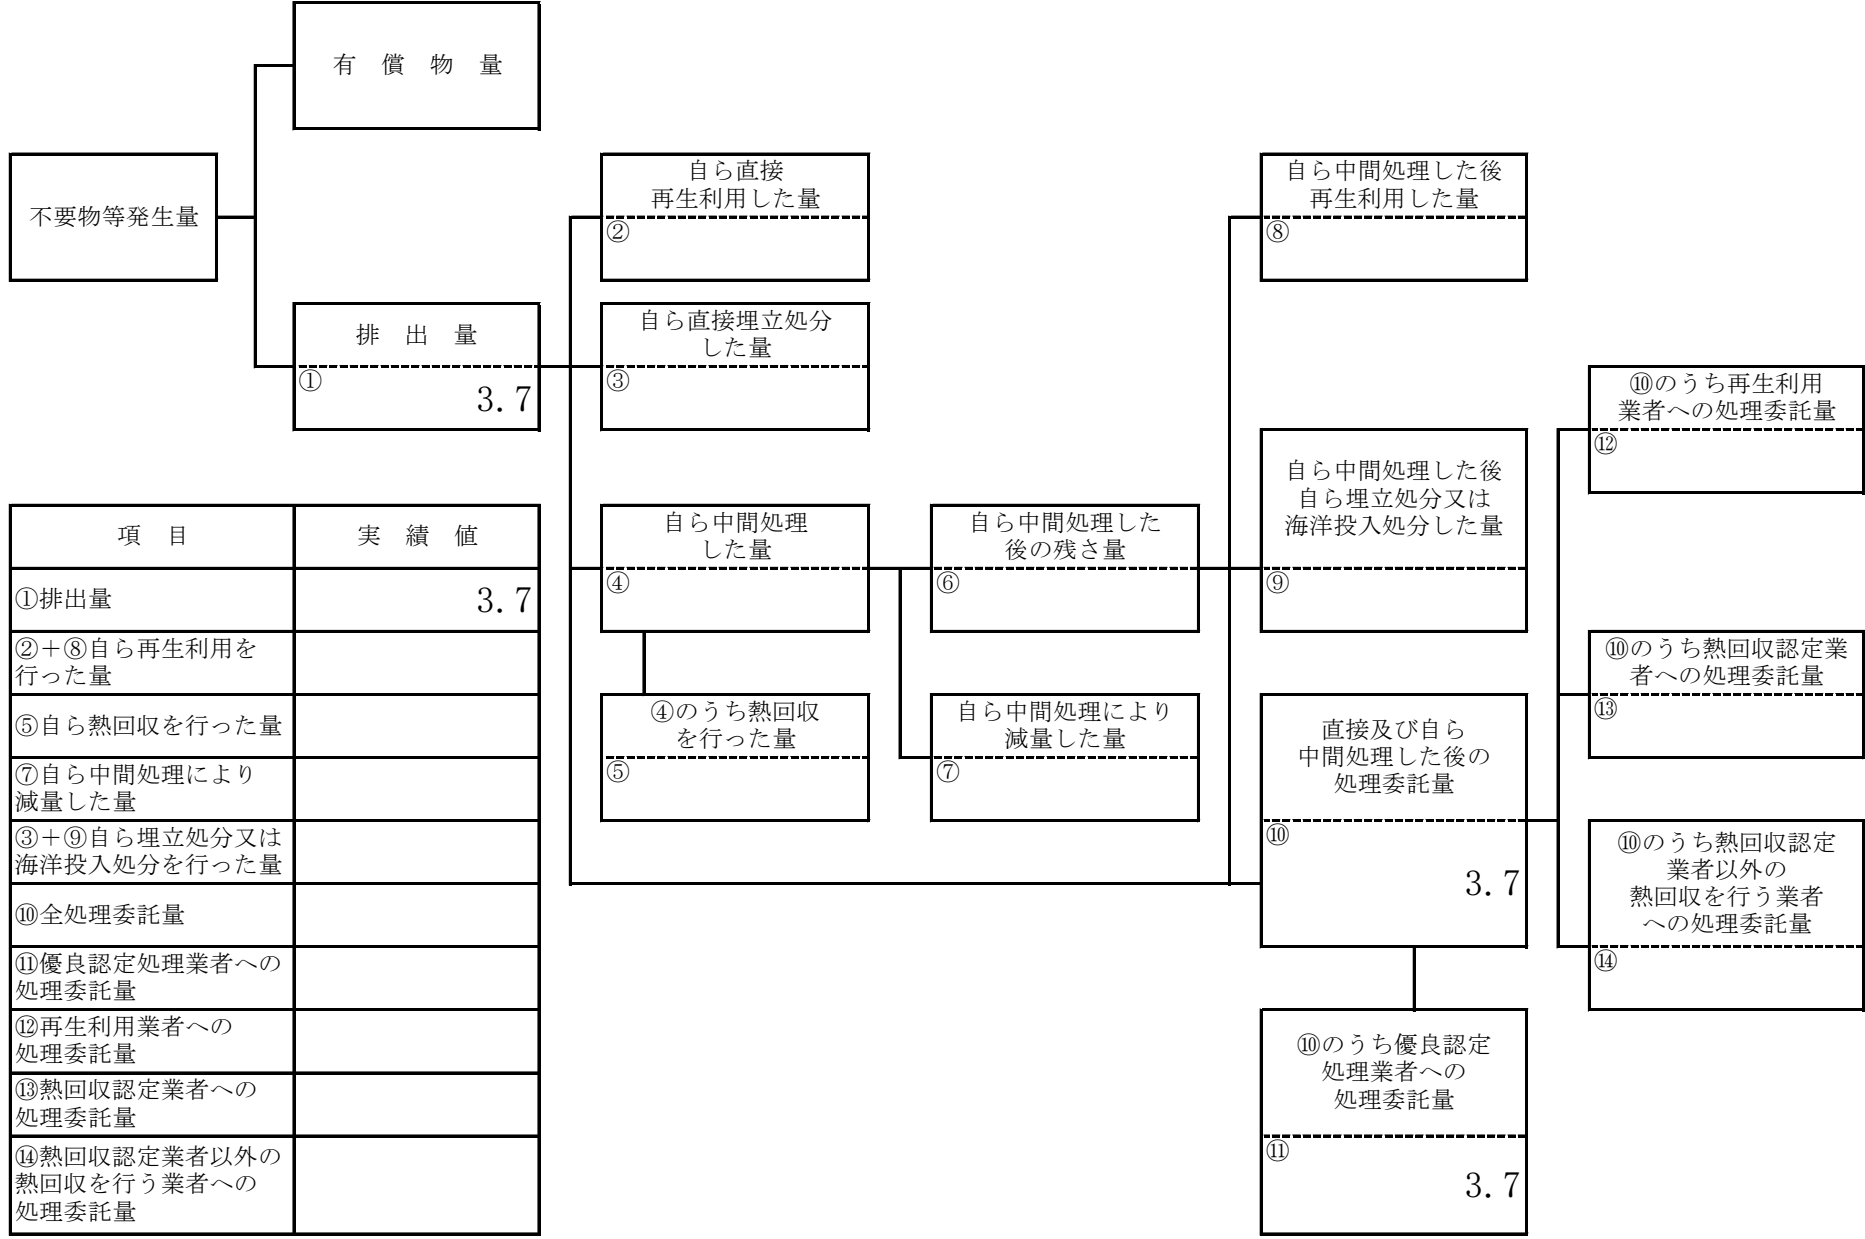 有　償　物　量
不要物等発生量
排　出　量
①
3.7
自ら直接
再生利用した量
②
自ら直接埋立処分
した量
③
自ら中間処理
した量
④
④のうち熱回収
を行った量
⑤
自ら中間処理した
後の残さ量
⑥
自ら中間処理により
減量した量
⑦
自ら中間処理した後
再生利用した量
⑧
自ら中間処理した後
自ら埋立処分又は
海洋投入処分した量
⑨
直接及び自ら
中間処理した後の
処理委託量
⑩
3.7
⑩のうち優良認定
処理業者への
処理委託量
⑪
3.7
⑩のうち再生利用
業者への処理委託量
⑫
⑩のうち熱回収認定業
者への処理委託量
⑬
⑩のうち熱回収認定
業者以外の
熱回収を行う業者
への処理委託量
⑭
項　目　実　績　値
①排出量　3.7
②＋⑧自ら再生利用を
行った量
⑤自ら熱回収を行った量
⑦自ら中間処理により
減量した量
③＋⑨自ら埋立処分又は
海洋投入処分を行った量
⑩全処理委託量
⑪優良認定処理業者への
処理委託量
⑫再生利用業者への
処理委託量
⑬熱回収認定業者への
処理委託量
⑭熱回収認定業者以外の
熱回収を行う業者への
処理委託量